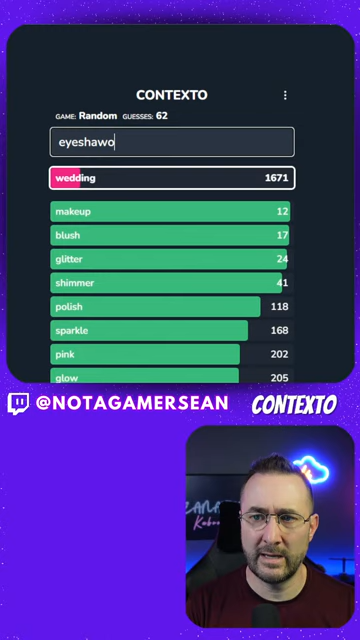 CONTEXTO
GAME: Random GUESSES: 62
eyeshawo
wedding 1671
makeup 12
blush 17
glitter 24
shimmer 41
polish 118
sparkle 168
pink 202
glow 205
@NOTAGAMERSEAN CONTEXTO